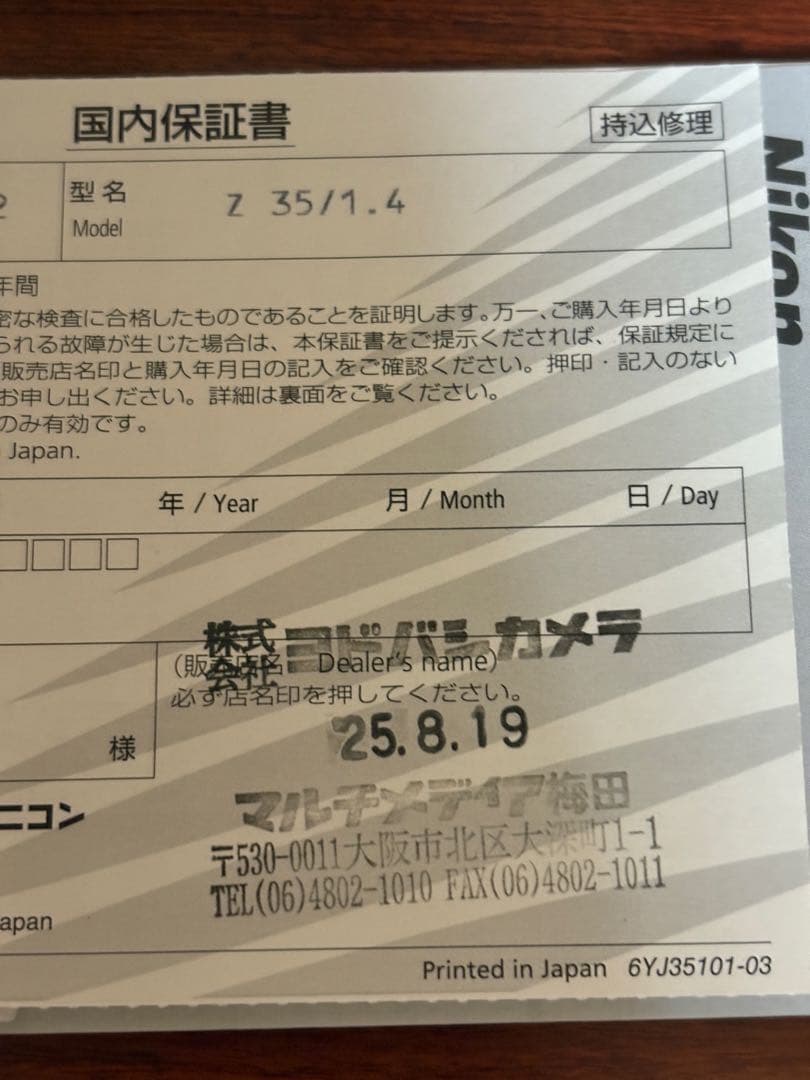 国内保証書
持込修理
Nikon
型名
Model
Z 35/1.4
年間
密な検査に合格したものであることを証明します。万一、ご購入年月日より
られる故障が生じた場合は、本保証書をご提示くだされば、保証規定に
販売店名印と購入年月日の記入をご確認ください。押印・記入のない
お申し出ください。詳細は裏面をご覧ください。
のみ有効です。
Japan.
年 / Year 月 / Month 日 / Day
株式会社 ヨドバシカメラ
(販売店名 Dealer's name)
必ず店名印を押してください。
25.8.19
様
マルチメディア梅田
ニコン
〒530-0011大阪市北区大深町1-1
TEL(06)4802-1010 FAX(06)4802-1011
apan
Printed in Japan 6YJ35101-03